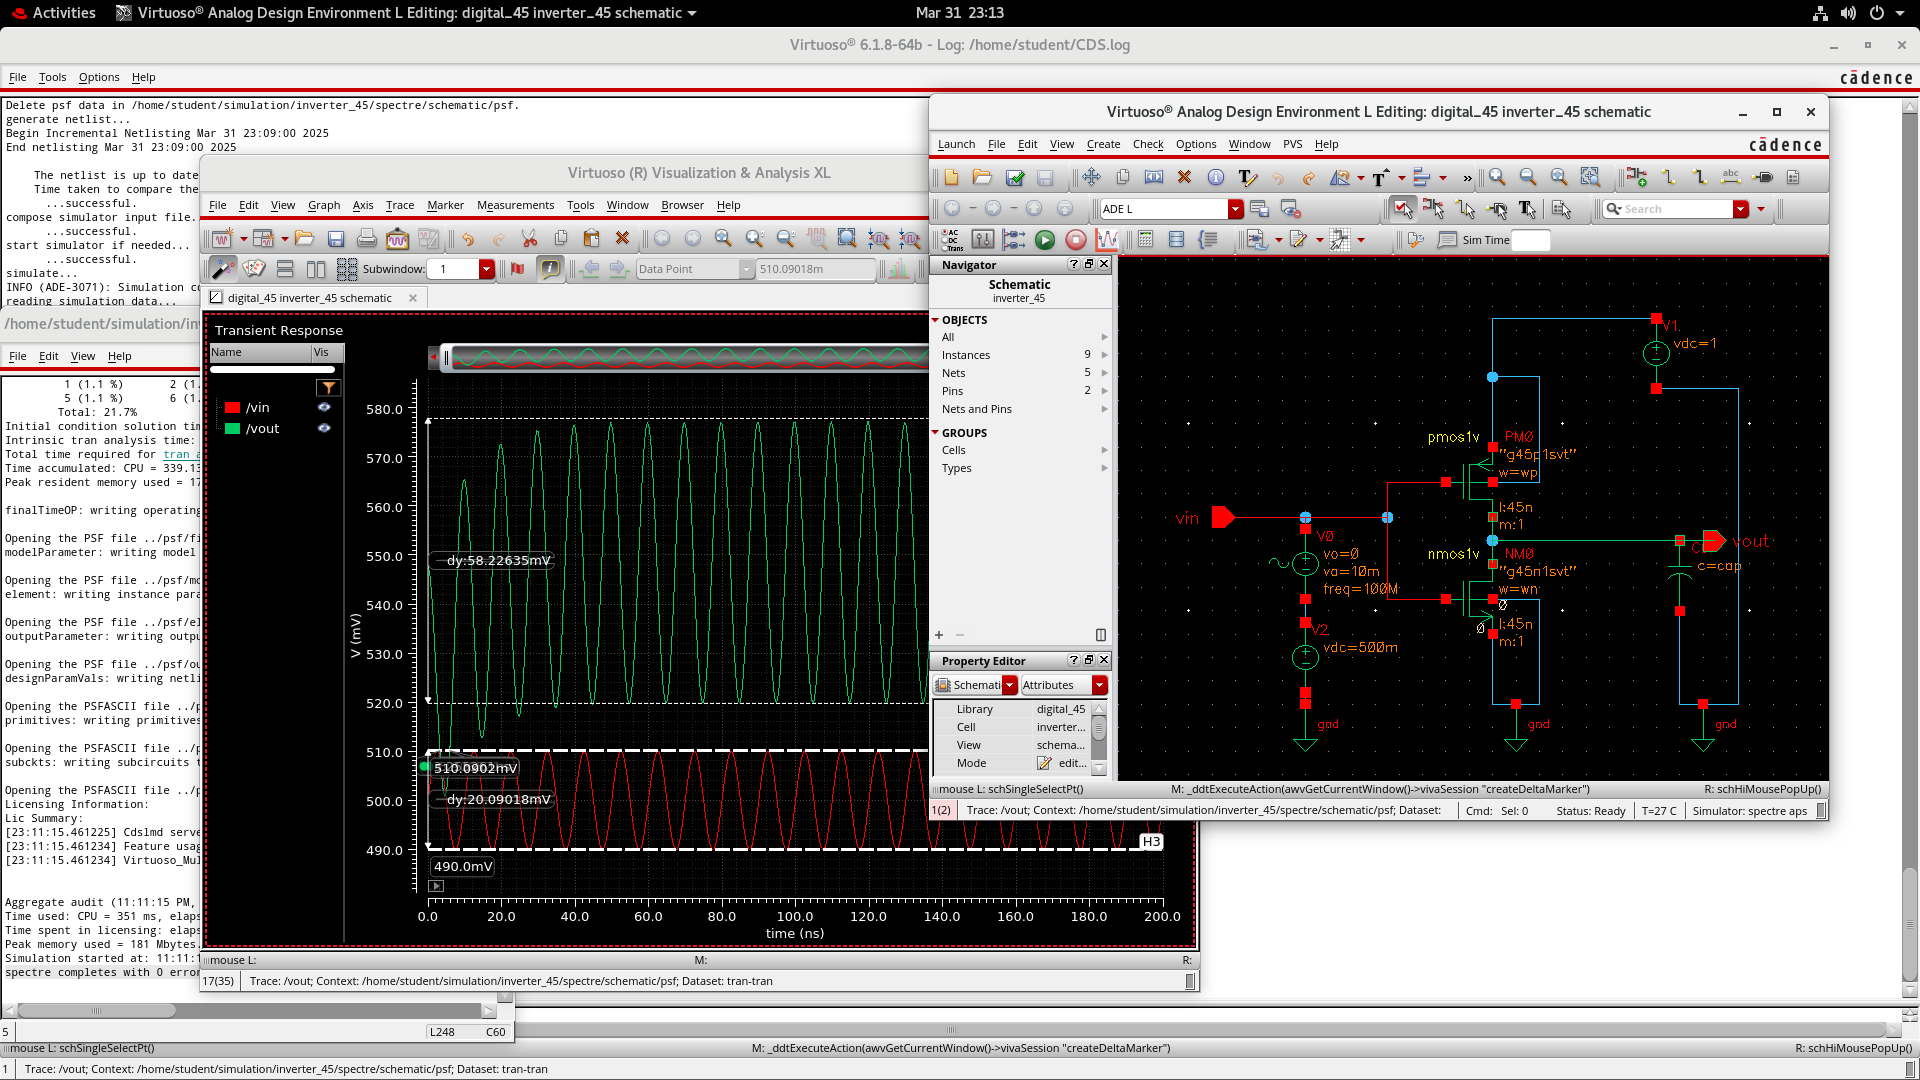 Activities
Virtuoso® Analog Design Environment L Editing: digital_45 inverter_45 schematic
Mar 31 23:13
Virtuoso® 6.1.8-64b - Log: /home/student/CDS.log
File Tools Options Help
cādence
Delete psf data in /home/student/simulation/inverter_45/spectre/schematic/psf.
generate netlist...
Begin Incremental Netlisting Mar 31 23:09:00 2025
End netlisting Mar 31 23:09:00 2025
The netlist is up to date
Time taken to compare the
...successful.
compose simulator input file.
...successful.
start simulator if needed...
...successful.
simulate...
INFO (ADE-3071): Simulation co
reading simulation data...
/home/student/simulation/inv
File Edit View Help
1 (1.1 %) 2 (1.
5 (1.1 %) 6 (1.
Total: 21.7%
Initial condition solution tim
Intrinsic tran analysis time:
Total time required for tran a
Time accumulated: CPU = 339.13
Peak resident memory used = 17
finalTimeOP: writing operating
Opening the PSF file ../psf/fi
modelParameter: writing model
Opening the PSF file ../psf/mo
element: writing instance para
Opening the PSF file ../psf/el
outputParameter: writing outpu
Opening the PSF file ../psf/ou
designParamVals: writing netli
Opening the PSFASCII file ../p
primitives: writing primitives
Opening the PSFASCII file ../p
subckts: writing subcircuits t
Opening the PSFASCII file ../p
Licensing Information:
Lic Summary:
[23:11:15.461225] Cdslmd serve
[23:11:15.461234] Feature usag
[23:11:15.461234] Virtuoso_Mul
Aggregate audit (11:11:15 PM,
Time used: CPU = 351 ms, elaps
Time spent in licensing: elaps
Peak memory used = 181 Mbytes.
Simulation started at: 11:11:1
spectre completes with 0 error
5
L248 C60
Virtuoso (R) Visualization & Analysis XL
File Edit View Graph Axis Trace Marker Measurements Tools Window Browser Help
Subwindow: 1
Data Point
510.09018m
digital_45 inverter_45 schematic
Transient Response
Name Vis
/vin
/vout
580.0
570.0
560.0
550.0
540.0
530.0
520.0
510.0
500.0
490.0
V (mV)
dy:58.22635mV
510.0902mV
dy:20.09018mV
490.0mV
H3
0.0 20.0 40.0 60.0 80.0 100.0 120.0 140.0 160.0 180.0 200.0
time (ns)
mouse L: M: R:
17(35) Trace: /vout; Context: /home/student/simulation/inverter_45/spectre/schematic/psf; Dataset: tran-tran
Virtuoso® Analog Design Environment L Editing: digital_45 inverter_45 schematic
Launch File Edit View Create Check Options Window PVS Help
cādence
ADE L
Search
AC
DC
Trans
Sim Time
Navigator
Schematic
inverter_45
OBJECTS
All
Instances 9
Nets 5
Pins 2
Nets and Pins
GROUPS
Cells
Types
Property Editor
Schemati Attributes
Library digital_45
Cell inverter...
View schema...
Mode edit...
V1
vdc=1
pmos1v PM0
"g45p1svt"
w=wp
l:45n
m:1
vin
V0
vo=0
va=10m
freq=100M
nmos1v NM0
"g45n1svt"
w=wn
0
0
l:45n
m:1
c=cap
vout
V2
vdc=500m
gnd
gnd
gnd
mouse L: schSingleSelectPt() M: _ddtExecuteAction(awvGetCurrentWindow()->vivaSession "createDeltaMarker") R: schHiMousePopUp()
1(2) Trace: /vout; Context: /home/student/simulation/inverter_45/spectre/schematic/psf; Dataset: Cmd: Sel: 0 Status: Ready T=27 C Simulator: spectre aps
mouse L: schSingleSelectPt() M: _ddtExecuteAction(awvGetCurrentWindow()->vivaSession "createDeltaMarker") R: schHiMousePopUp()
1 Trace: /vout; Context: /home/student/simulation/inverter_45/spectre/schematic/psf; Dataset: tran-tran